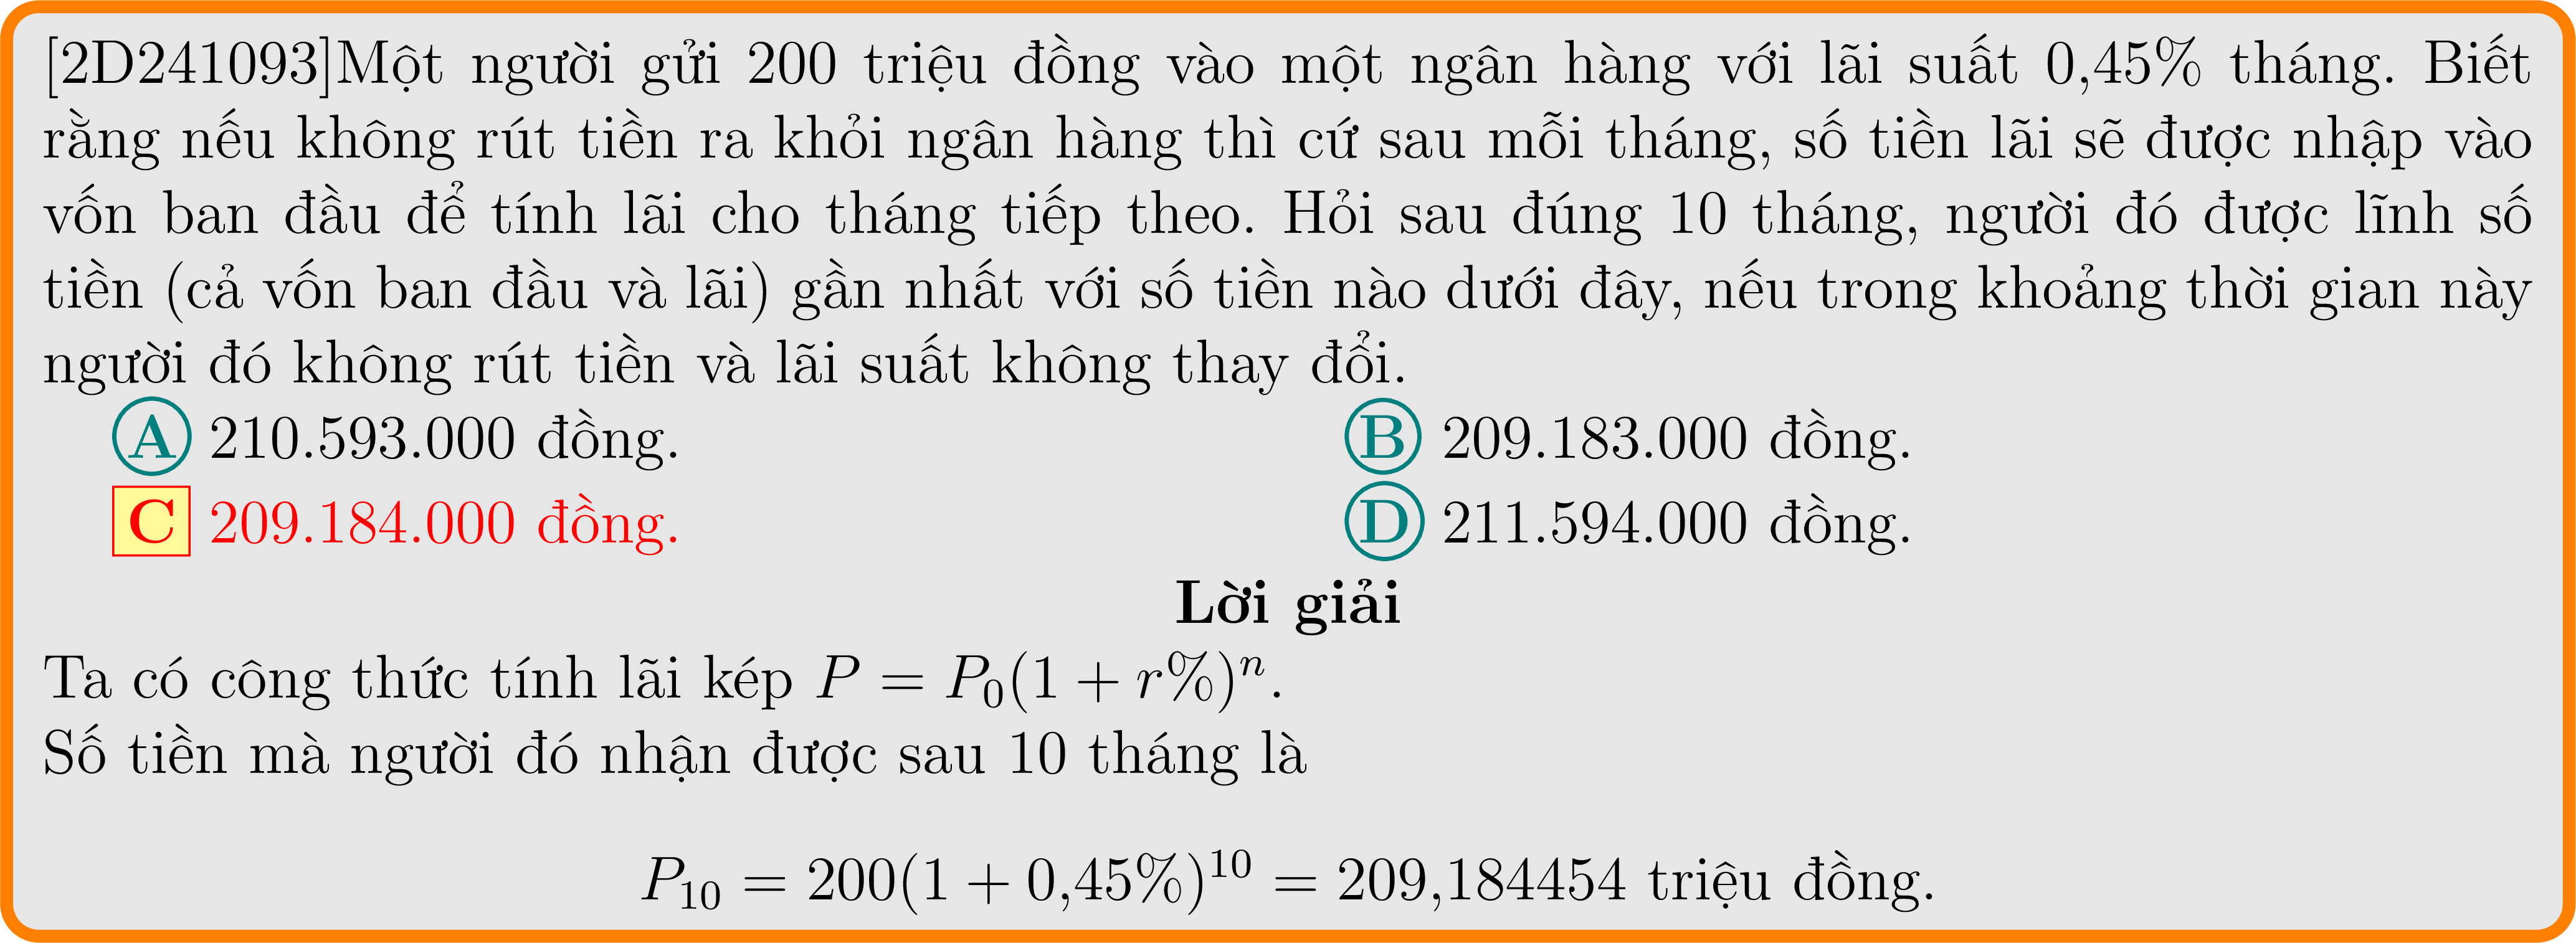 [2D241093]Một người gửi 200 triệu đồng vào một ngân hàng với lãi suất 0,45% tháng. Biết
rằng nếu không rút tiền ra khỏi ngân hàng thì cứ sau mỗi tháng, số tiền lãi sẽ được nhập vào
vốn ban đầu để tính lãi cho tháng tiếp theo. Hỏi sau đúng 10 tháng, người đó được lĩnh số
tiền (cả vốn ban đầu và lãi) gần nhất với số tiền nào dưới đây, nếu trong khoảng thời gian này
người đó không rút tiền và lãi suất không thay đổi.
A 210.593.000 đồng. B 209.183.000 đồng.
C 209.184.000 đồng. D 211.594.000 đồng.
Lời giải
Ta có công thức tính lãi kép P = P₀(1 + r%)ⁿ.
Số tiền mà người đó nhận được sau 10 tháng là
P₁₀ = 200(1 + 0,45%)¹⁰ = 209,184454 triệu đồng.